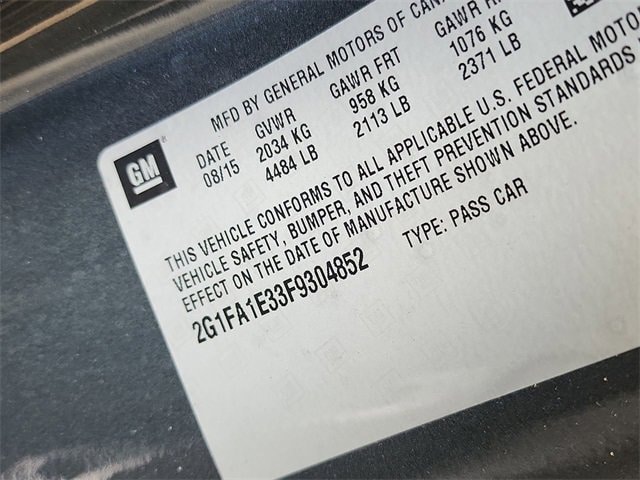 MFD BY GENERAL MOTORS OF CAN
DATE GVWR GAWR FRT GAWR
08/15 2034 KG 958 KG 1076 KG
4484 LB 2113 LB 2371 LB
GM
THIS VEHICLE CONFORMS TO ALL APPLICABLE U.S. FEDERAL MOTO
VEHICLE SAFETY, BUMPER, AND THEFT PREVENTION STANDARDS
EFFECT ON THE DATE OF MANUFACTURE SHOWN ABOVE.
2G1FA1E33F9304852 TYPE: PASS CAR